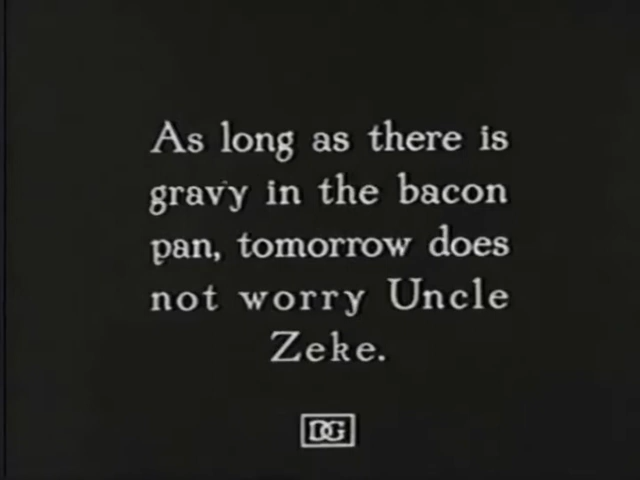 As long as there is
gravy in the bacon
pan, tomorrow does
not worry Uncle
Zeke.
DG